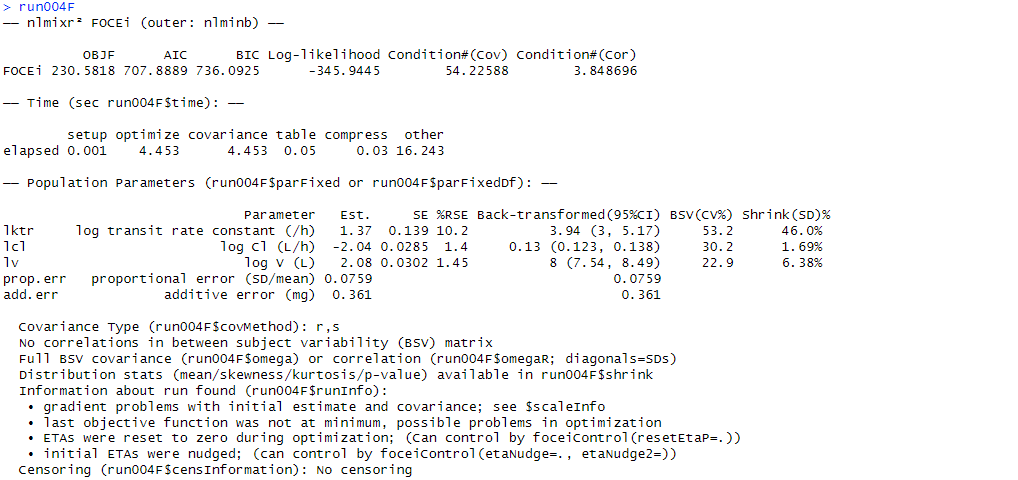 > run004F
── nlmixr² FOCEi (outer: nlminb) ──
OBJF AIC BIC Log-likelihood Condition#(Cov) Condition#(Cor)
FOCEi 230.5818 707.8889 736.0925 -345.9445 54.22588 3.848696
── Time (sec run004F$time): ──
setup optimize covariance table compress other
elapsed 0.001 4.453 4.453 0.05 0.03 16.243
── Population Parameters (run004F$parFixed or run004F$parFixedDf): ──
Parameter Est. SE %RSE Back-transformed(95%CI) BSV(CV%) Shrink(SD)%
lktr log transit rate constant (/h) 1.37 0.139 10.2 3.94 (3, 5.17) 53.2 46.0%
lcl log Cl (L/h) -2.04 0.0285 1.4 0.13 (0.123, 0.138) 30.2 1.69%
lv log V (L) 2.08 0.0302 1.45 8 (7.54, 8.49) 22.9 6.38%
prop.err proportional error (SD/mean) 0.0759 0.0759
add.err additive error (mg) 0.361 0.361
Covariance Type (run004F$covMethod): r,s
No correlations in between subject variability (BSV) matrix
Full BSV covariance (run004F$omega) or correlation (run004F$omegaR; diagonals=SDs)
Distribution stats (mean/skewness/kurtosis/p-value) available in run004F$shrink
Information about run found (run004F$runInfo):
• gradient problems with initial estimate and covariance; see $scaleInfo
• last objective function was not at minimum, possible problems in optimization
• ETAs were reset to zero during optimization; (Can control by foceiControl(resetEtaP=.))
• initial ETAs were nudged; (can control by foceiControl(etaNudge=., etaNudge2=))
Censoring (run004F$censInformation): No censoring